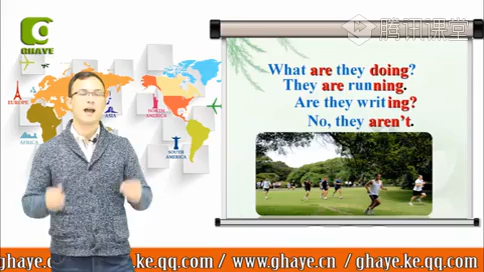 GHAYE
腾讯课堂
What are they doing?
They are running.
Are they writing?
No, they aren't.
EUROPE
ASIA
NORTH
AMERICA
AFRICA
SOUTH
AMERICA
.ke.qq.com / www.ghaye.cn / ghaye.ke.qq.com